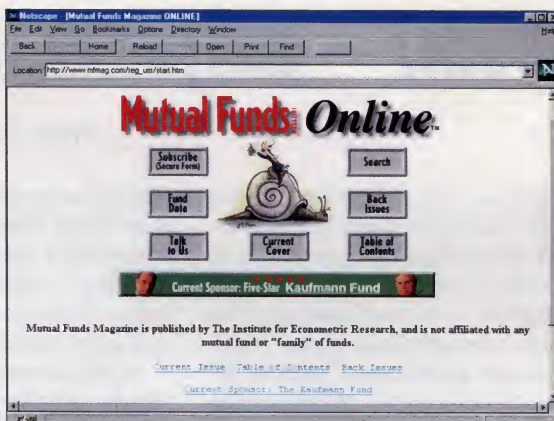 Netscape - [Mutual Funds Magazine ONLINE]
File Edit View Go Bookmarks Options Directory Window Help
Back Home Reload Open Print Find
Location: http://www.mfmag.com/reg_usr/start.htm
Mutual Funds Online™
Subscribe
(Secure Form)
Search
Fund
Data
Back
Issues
Talk
to Us
Current
Cover
Table of
Contents
Current Sponsor: Five-Star Kaufmann Fund
Mutual Funds Magazine is published by The Institute for Econometric Research, and is not affiliated with any
mutual fund or "family" of funds.
Current Issue Table of Contents Back Issues
Current Sponsor: The Kaufmann Fund